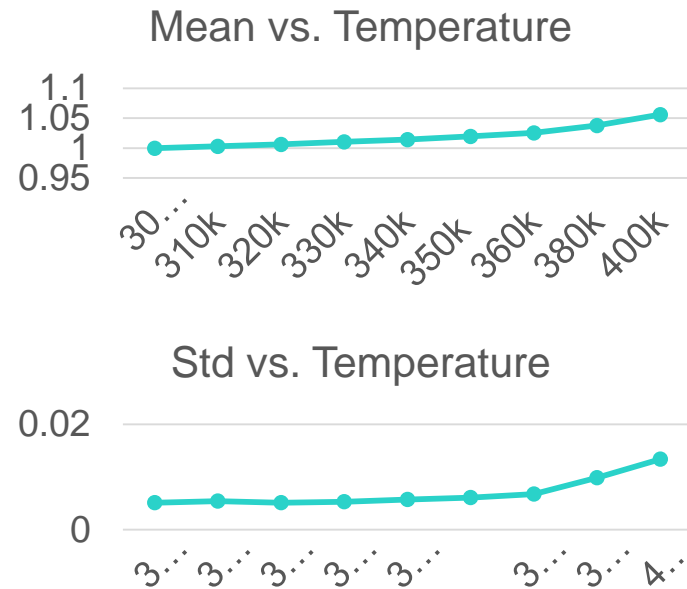 Mean vs. Temperature
1.1
1.05
1
0.95
30…
310k
320k
330k
340k
350k
360k
380k
400k
Std vs. Temperature
0.02
0
3…
3…
3…
3…
3…
3…
3…
4…